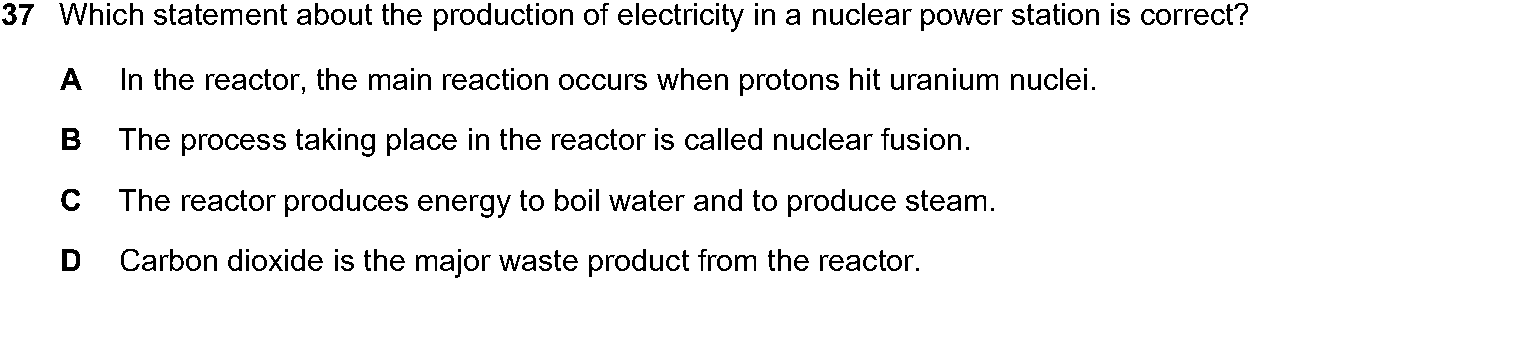 37 Which statement about the production of electricity in a nuclear power station is correct?
A In the reactor, the main reaction occurs when protons hit uranium nuclei.
B The process taking place in the reactor is called nuclear fusion.
C The reactor produces energy to boil water and to produce steam.
D Carbon dioxide is the major waste product from the reactor.